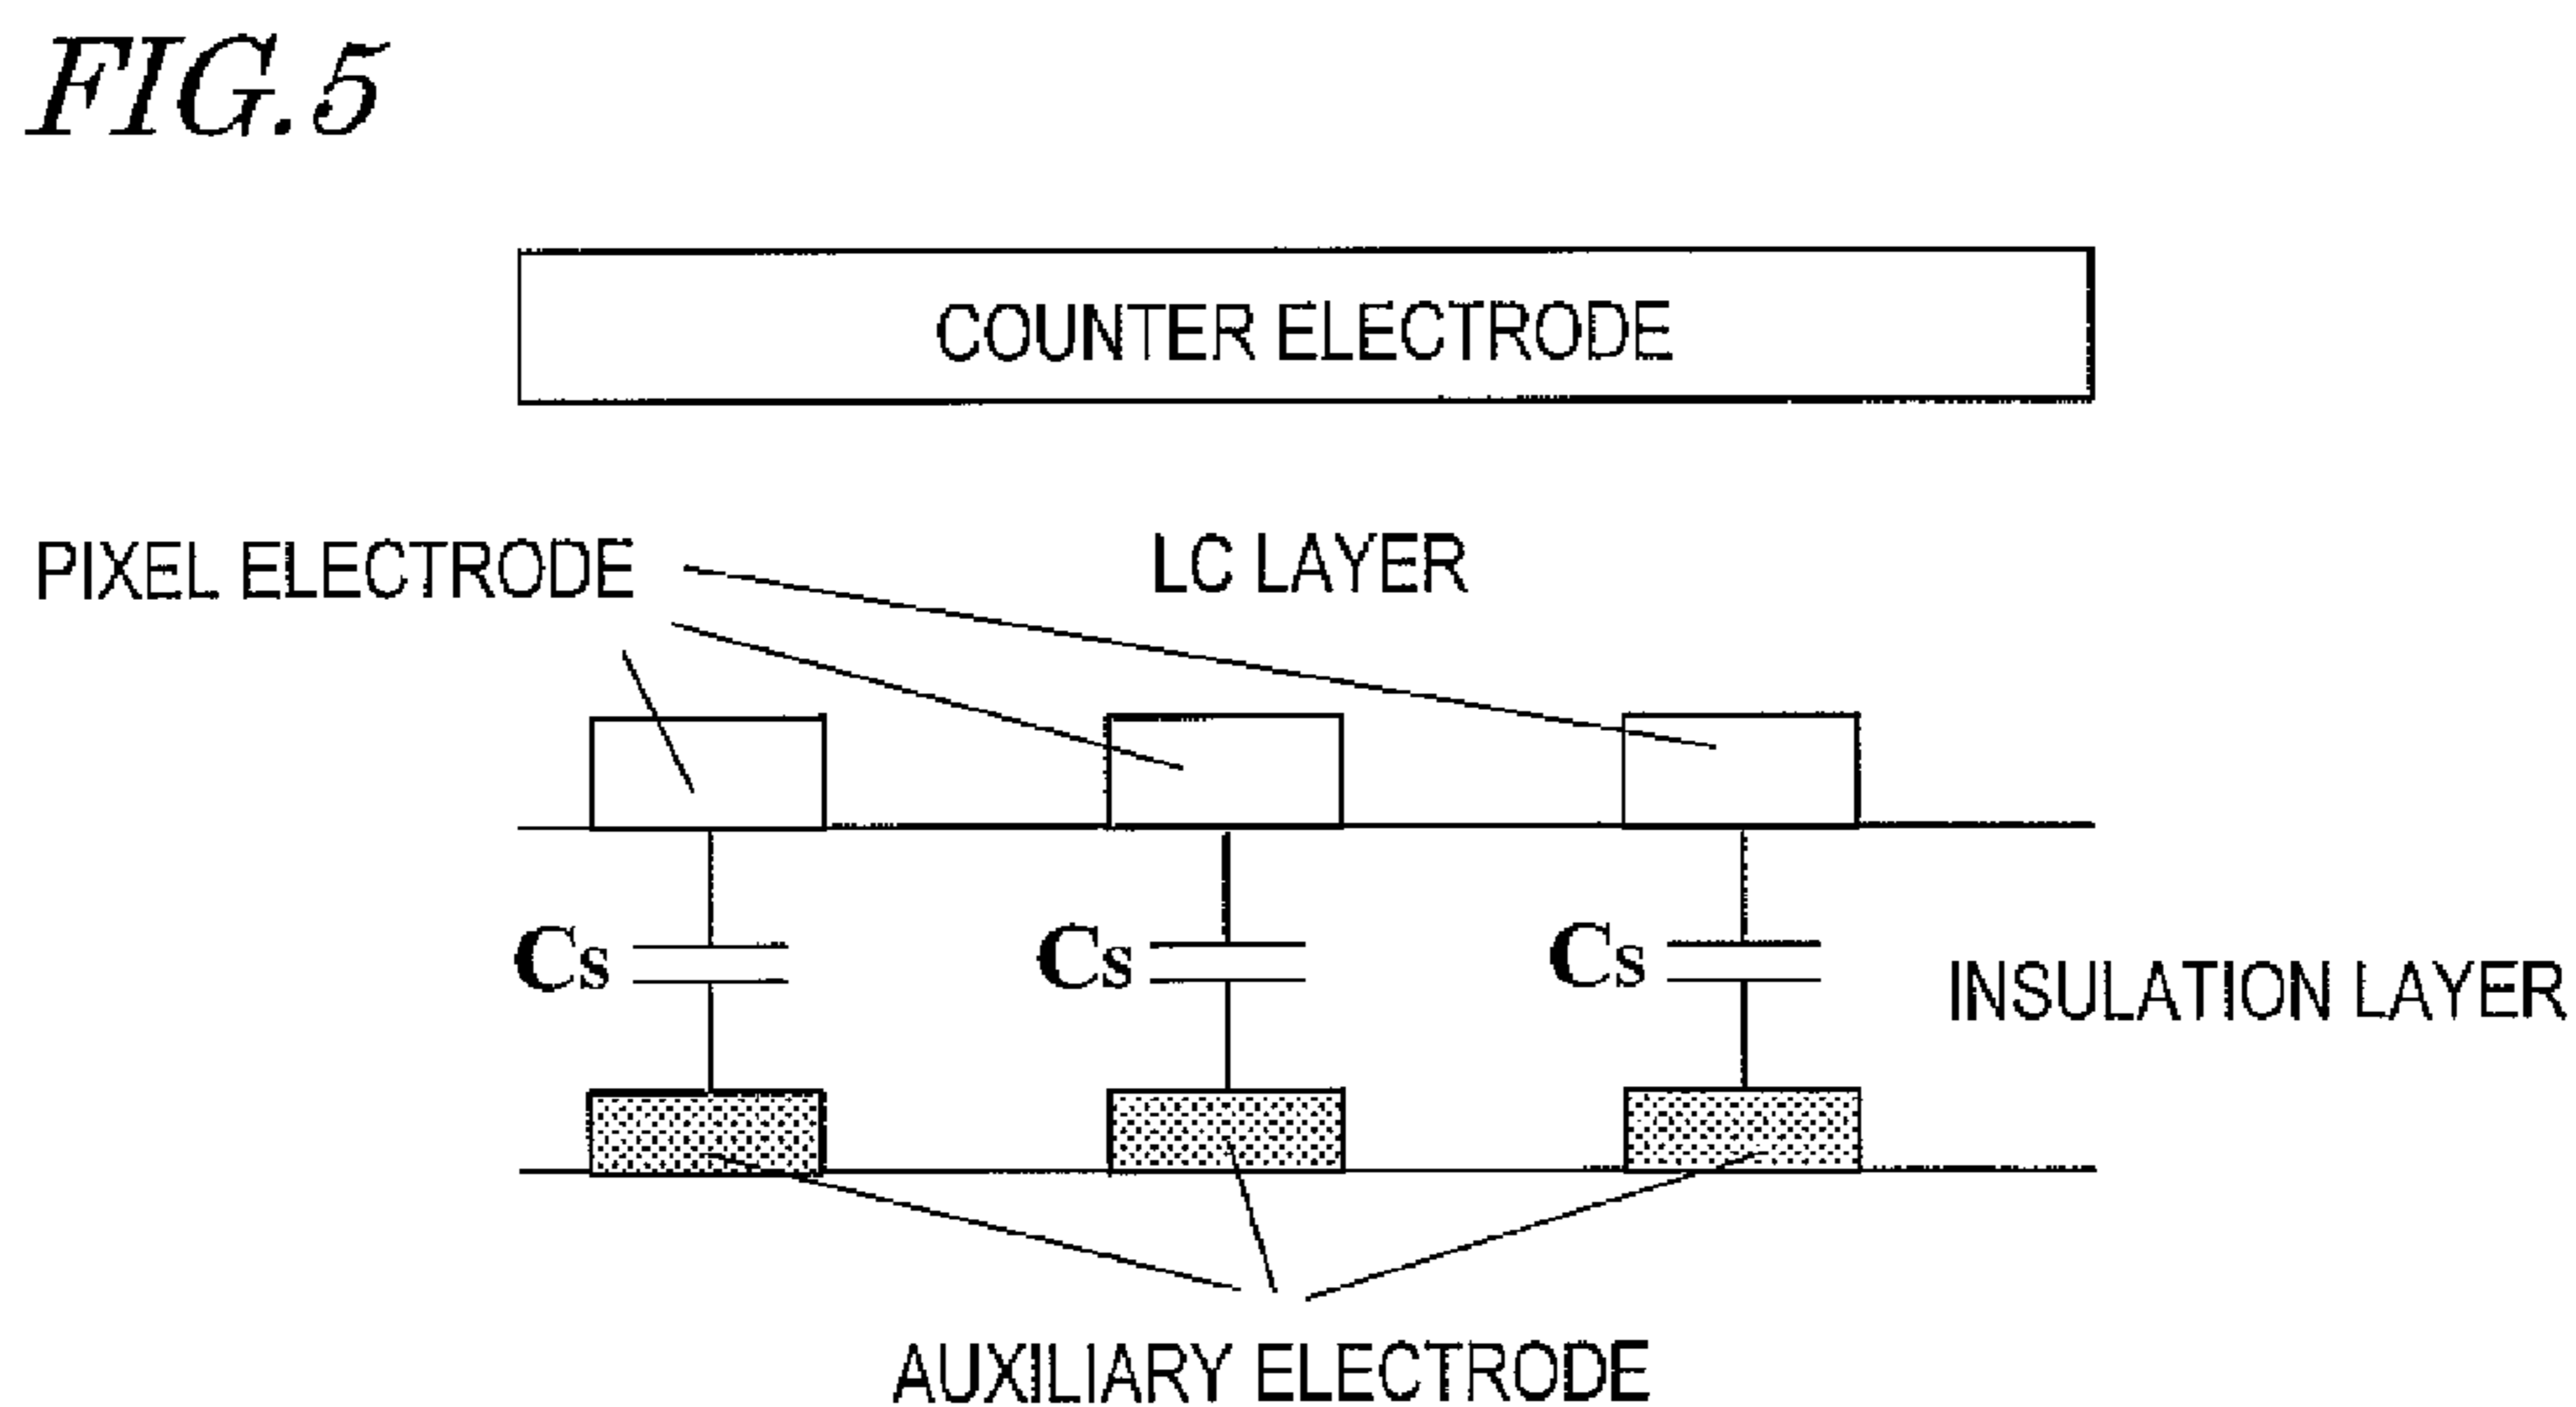 FIG.5
COUNTER ELECTRODE
PIXEL ELECTRODE
LC LAYER
Cs
Cs
Cs
INSULATION LAYER
AUXILIARY ELECTRODE